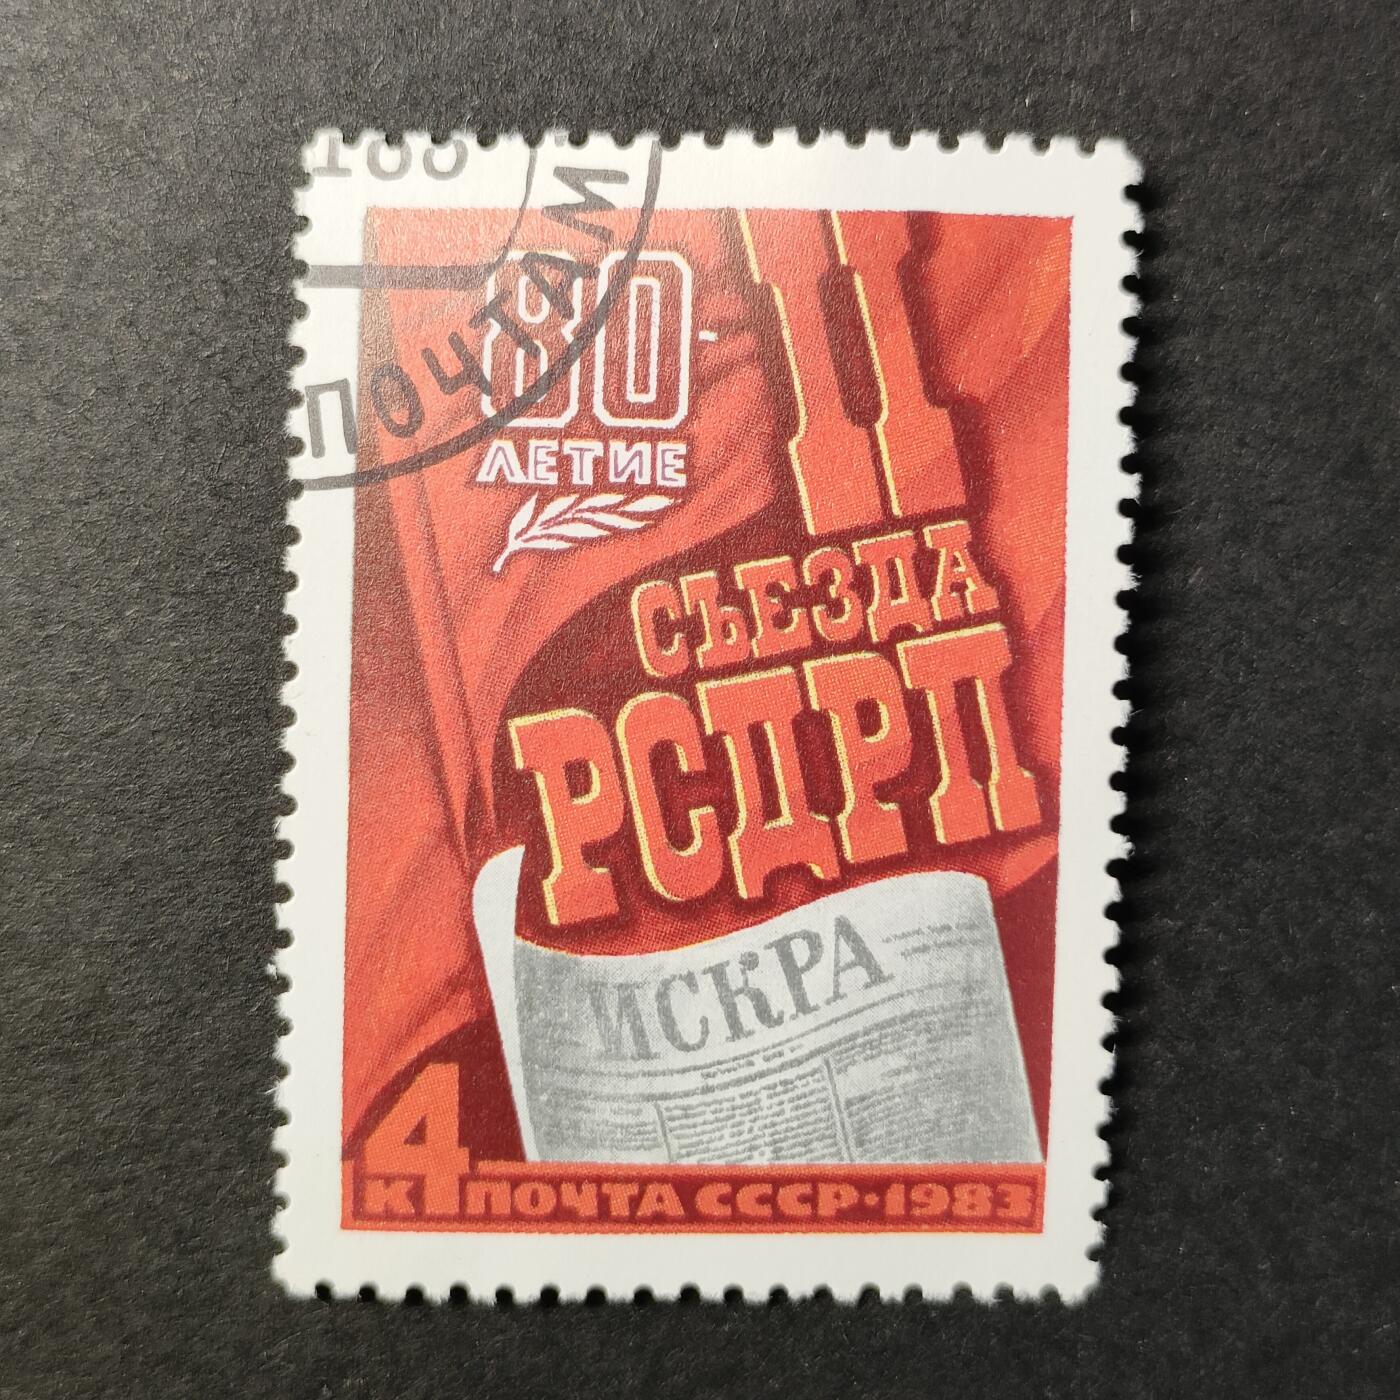 ПОЧТАМ
80-
ЛЕТИЕ
II
СЪЕЗДА
РСДРП
ИСКРА
4
К ПОЧТА СССР·1983